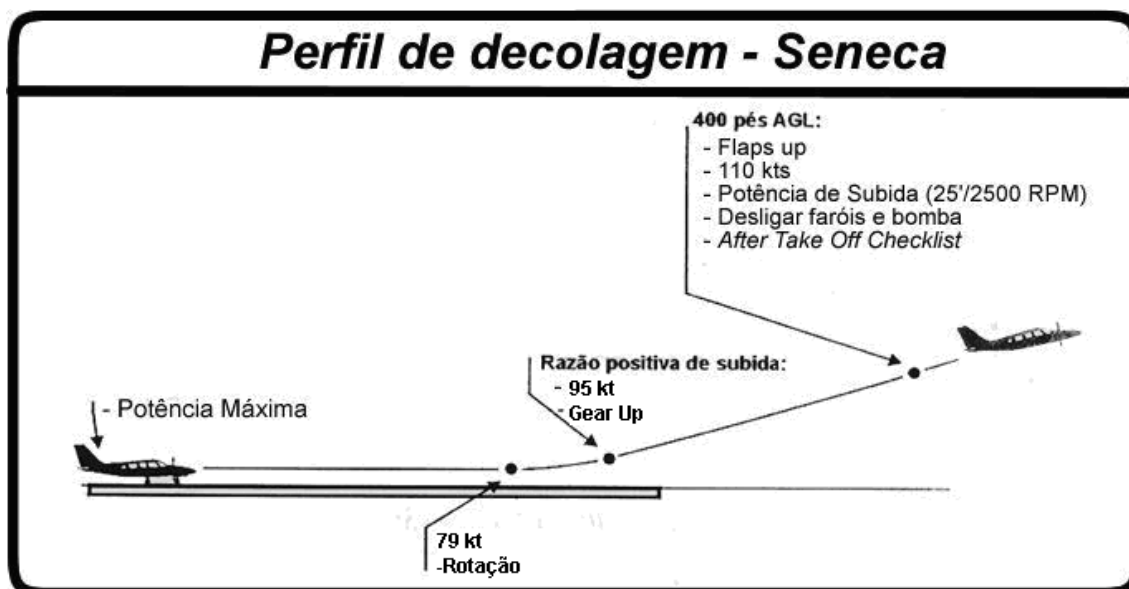 Perfil de decolagem - Seneca
400 pés AGL:
- Flaps up
- 110 kts
- Potência de Subida (25'/2500 RPM)
- Desligar faróis e bomba
- After Take Off Checklist
Razão positiva de subida:
- 95 kt
- Gear Up
- Potência Máxima
79 kt
-Rotação